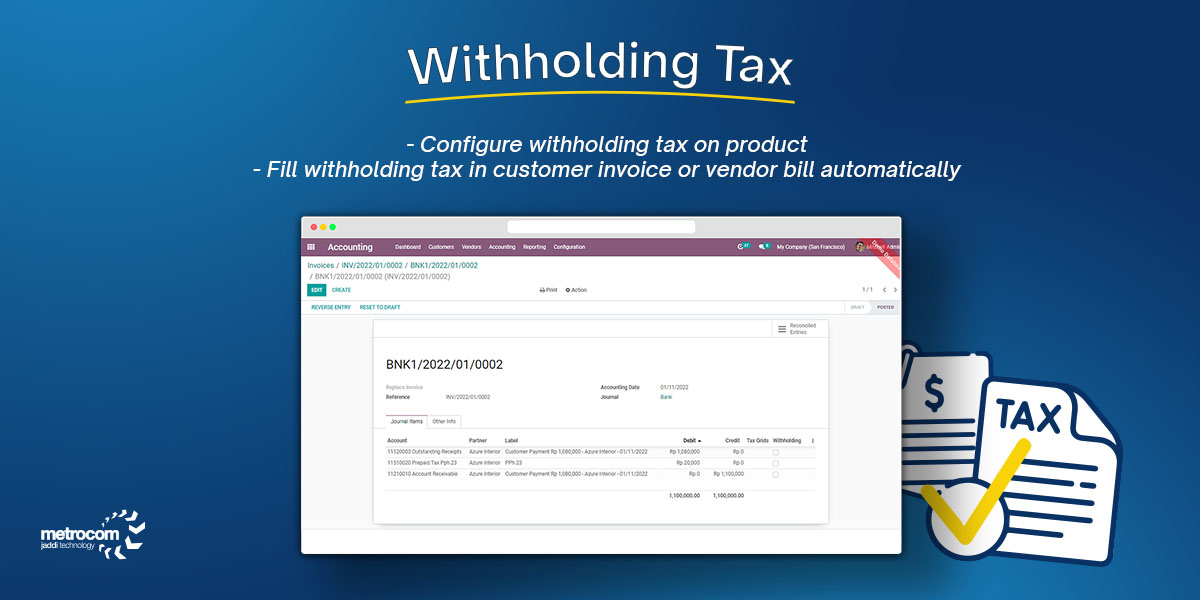 Withholding Tax
- Configure withholding tax on product
- Fill withholding tax in customer invoice or vendor bill automatically
Accounting Dashboard Customers Vendors Accounting Reporting Configuration My Company (San Francisco)
Invoices / INV/2022/01/0002 / BNK1/2022/01/0002
/ BNK1/2022/01/0002 (INV/2022/01/0002)
EDIT CREATE Print Action 1 / 1
REVERSE ENTRY RESET TO DRAFT DRAFT POSTED
Reconciled
Entries
BNK1/2022/01/0002
Replace Invoice Accounting Date 01/11/2022
Reference INV/2022/01/0002 Journal Bank
Journal Items Other Info
Account Partner Label Debit Credit Tax Grids Withholding
11120003 Outstanding Receipts Azure Interior Customer Payment Rp 1,080,000 - Azure Interior - 01/11/2022 Rp 1,080,000 Rp 0
11510020 Prepaid Tax Pph 23 Azure Interior PPh 23 Rp 20,000 Rp 0
11210010 Account Receivable Azure Interior Customer Payment Rp 1,080,000 - Azure Interior - 01/11/2022 Rp 0 Rp 1,100,000
1,100,000.00 1,100,000.00
$
TAX
metrocom
jaddi technology